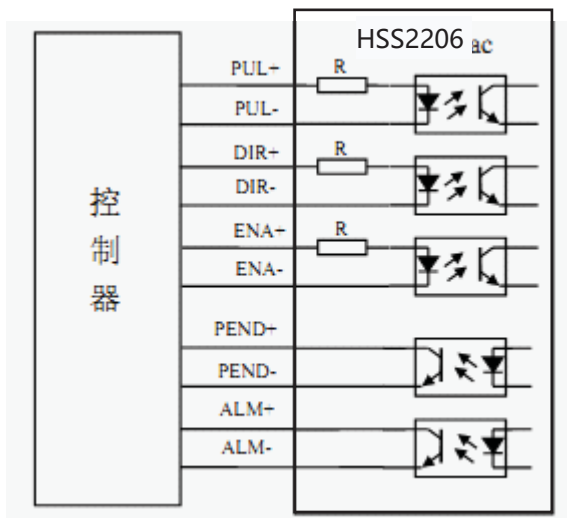 HSS2206 ac
PUL+
R
PUL-
DIR+
R
DIR-
ENA+
R
ENA-
PEND+
PEND-
ALM+
ALM-
控
制
器